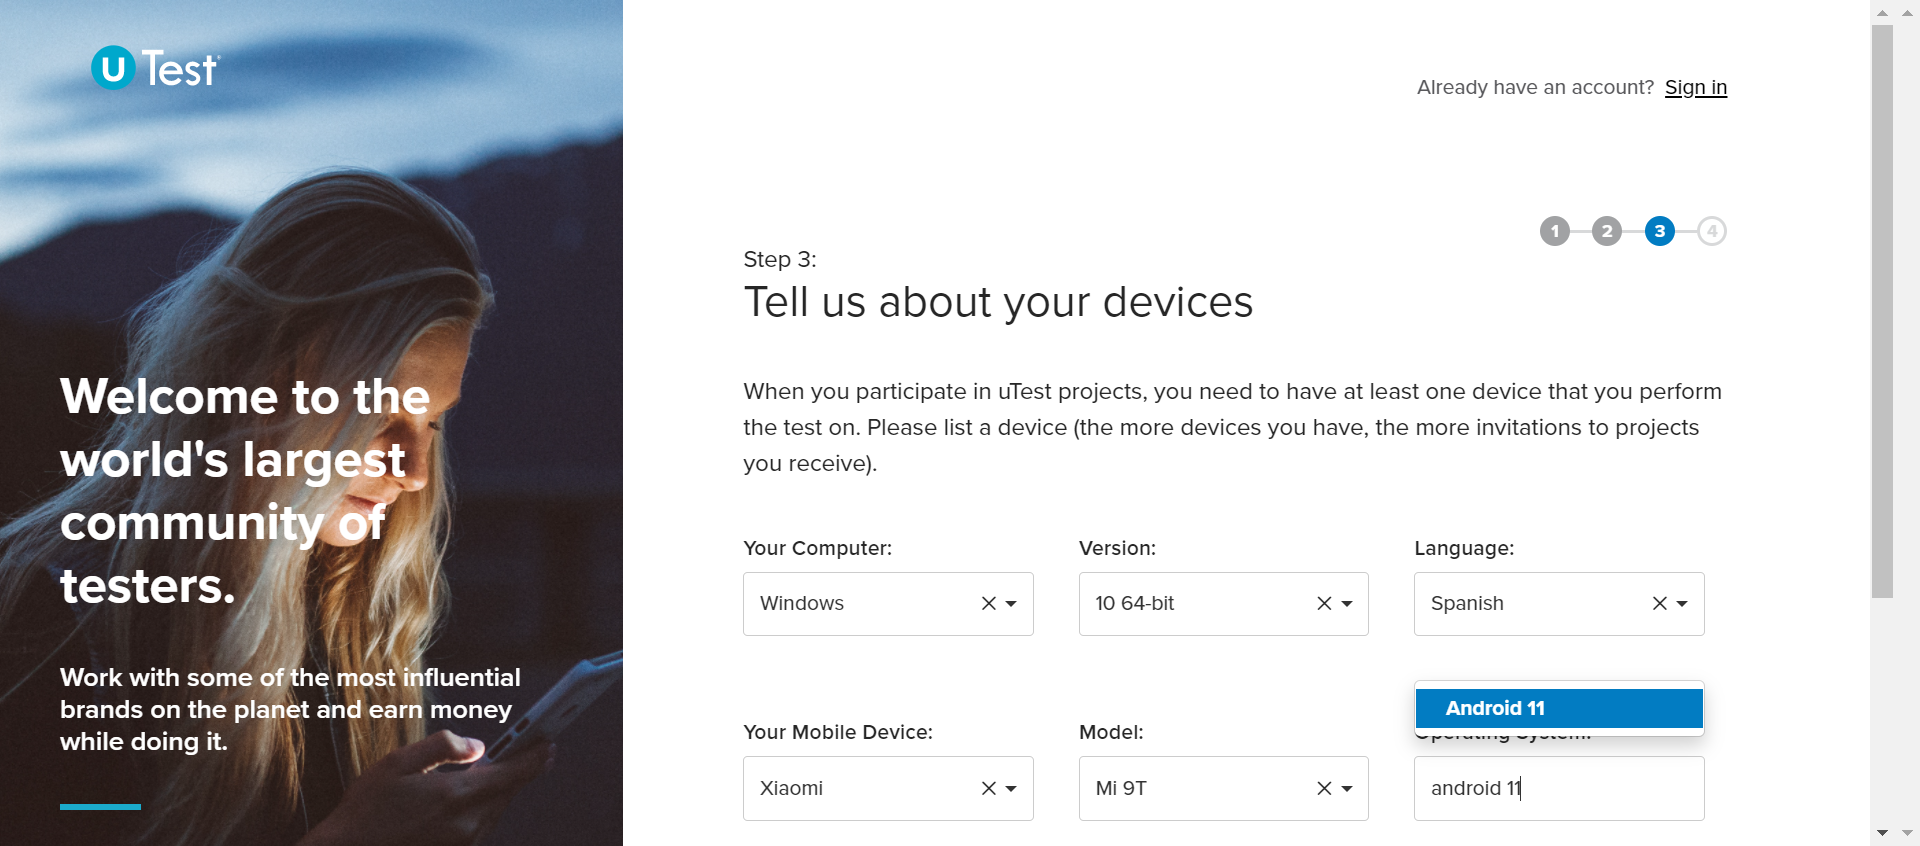 uTest
Welcome to the
world's largest
community of
testers.
Work with some of the most influential
brands on the planet and earn money
while doing it.
Already have an account? Sign in
1 2 3 4
Step 3:
Tell us about your devices
When you participate in uTest projects, you need to have at least one device that you perform
the test on. Please list a device (the more devices you have, the more invitations to projects
you receive).
Your Computer: Version: Language:
Windows 10 64-bit Spanish
Android 11
Your Mobile Device: Model: Operating System:
Xiaomi Mi 9T android 11